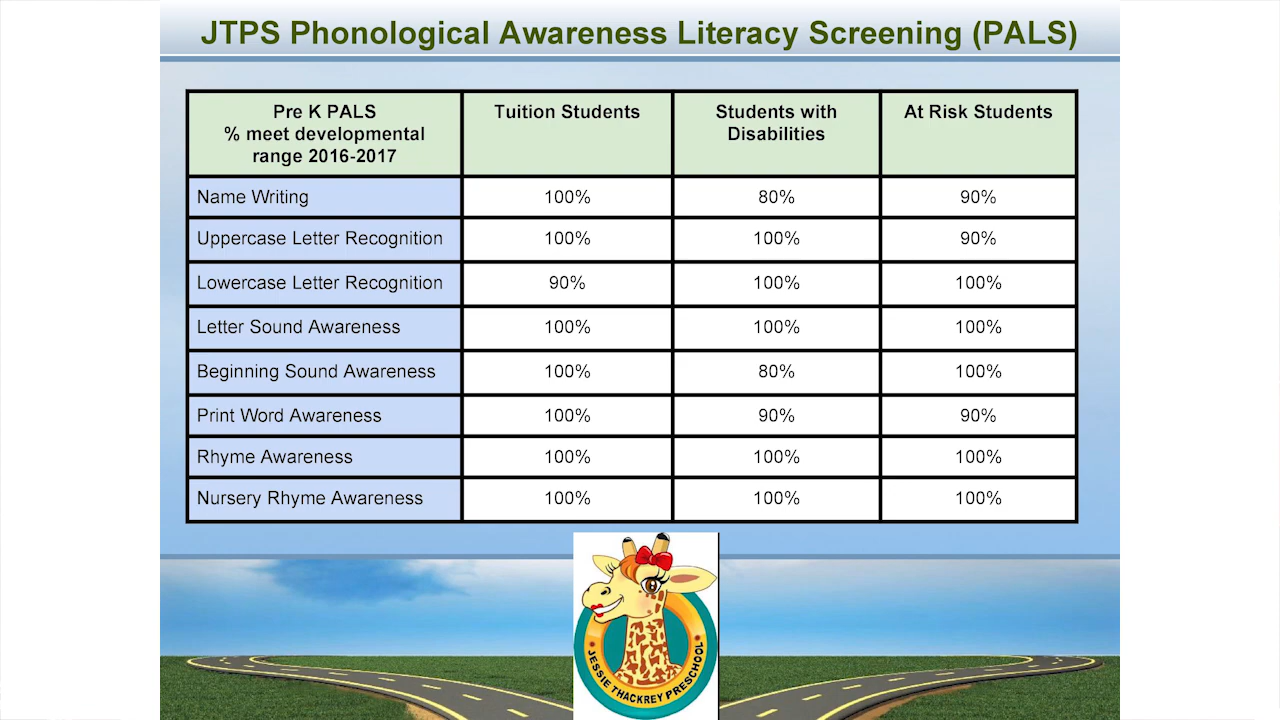 JTPS Phonological Awareness Literacy Screening (PALS)
Pre K PALS
% meet developmental
range 2016-2017
Tuition Students
Students with
Disabilities
At Risk Students
Name Writing 100% 80% 90%
Uppercase Letter Recognition 100% 100% 90%
Lowercase Letter Recognition 90% 100% 100%
Letter Sound Awareness 100% 100% 100%
Beginning Sound Awareness 100% 80% 100%
Print Word Awareness 100% 90% 90%
Rhyme Awareness 100% 100% 100%
Nursery Rhyme Awareness 100% 100% 100%
JESSIE THACKREY PRESCHOOL